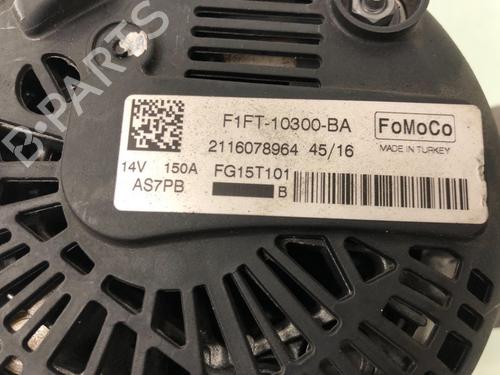 B PARTS
F1FT-10300-BA
FoMoCo
2116078964 45/16
MADE IN TURKEY
14V 150A FG15T101
AS7PB B